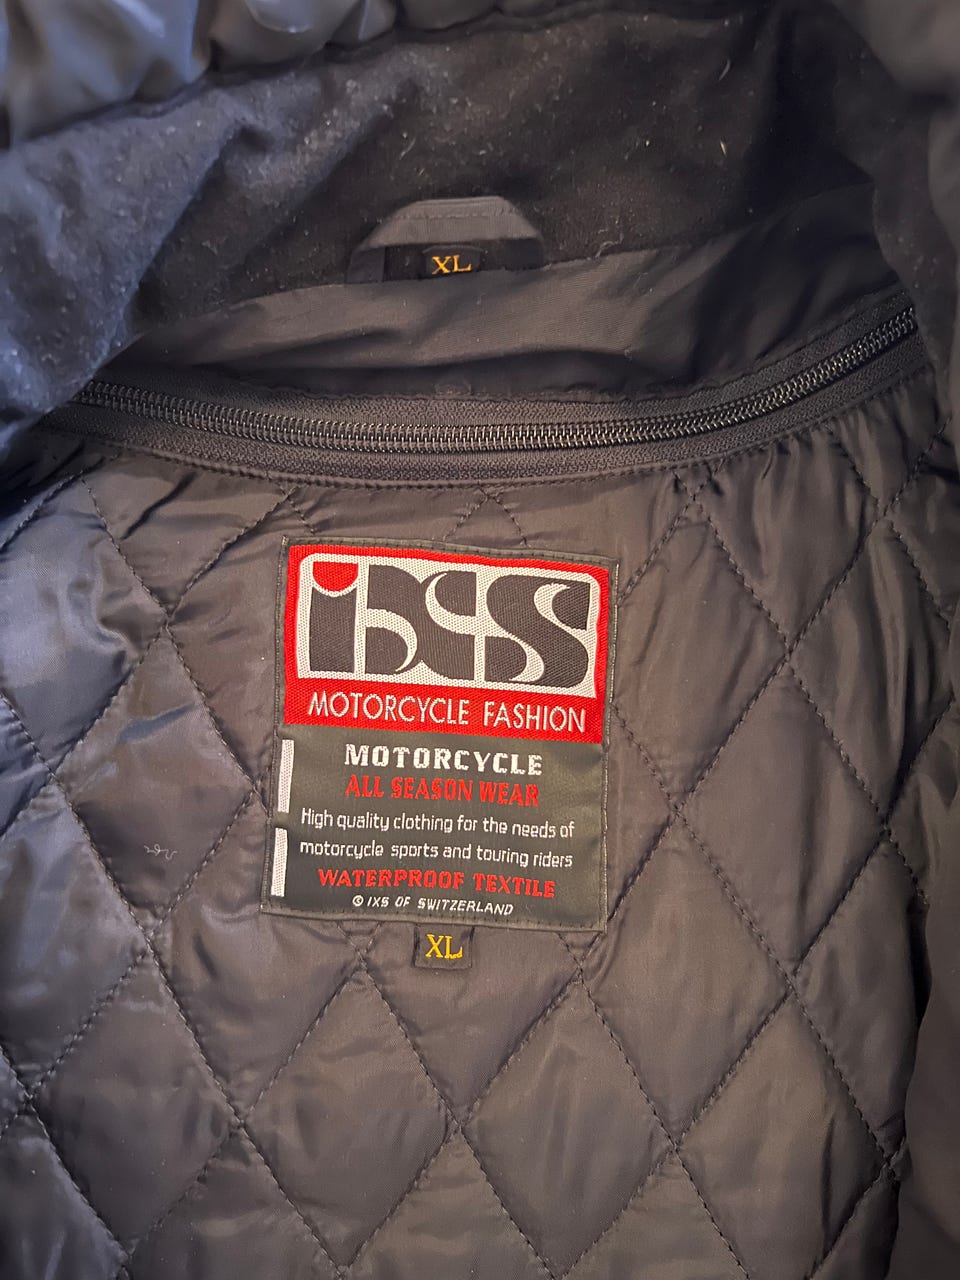 XL
iXS
MOTORCYCLE FASHION
MOTORCYCLE
ALL SEASON WEAR
High quality clothing for the needs of
motorcycle sports and touring riders
WATERPROOF TEXTILE
© IXS OF SWITZERLAND
XL